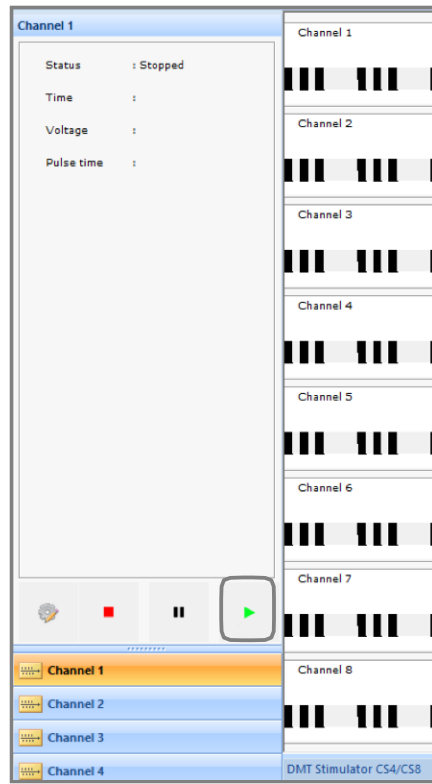 Channel 1
Status : Stopped
Time :
Voltage :
Pulse time :
Channel 1
Channel 2
Channel 3
Channel 4
Channel 1
Channel 2
Channel 3
Channel 4
Channel 5
Channel 6
Channel 7
Channel 8
DMT Stimulator CS4/CS8